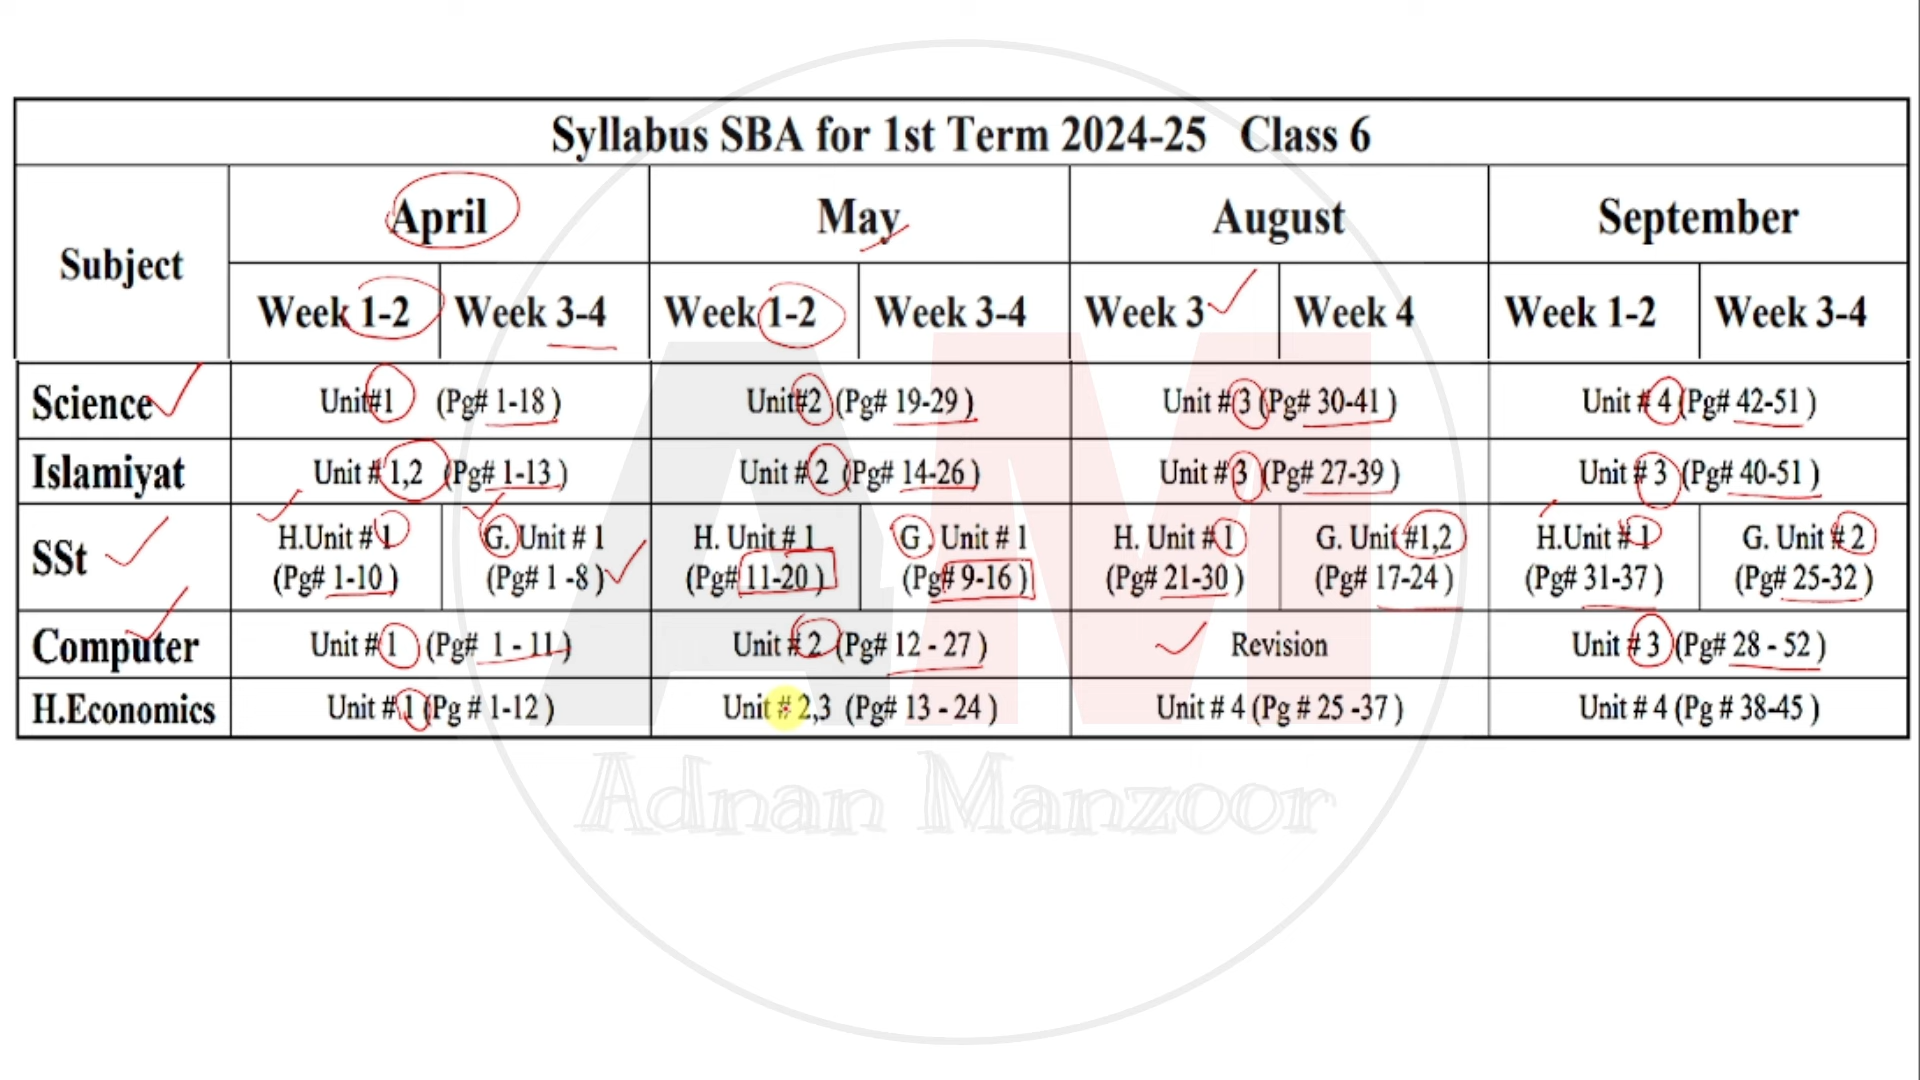 Syllabus SBA for 1st Term 2024-25 Class 6
Subject April May August September
Week 1-2 Week 3-4 Week 1-2 Week 3-4 Week 3 Week 4 Week 1-2 Week 3-4
Science Unit#1 (Pg# 1-18 ) Unit#2 (Pg# 19-29 ) Unit #3 (Pg# 30-41 ) Unit # 4 (Pg# 42-51 )
Islamiyat Unit # 1,2 (Pg# 1-13 ) Unit # 2 (Pg# 14-26 ) Unit # 3 (Pg# 27-39 ) Unit # 3 (Pg# 40-51 )
SSt H.Unit # 1 G. Unit # 1 H. Unit # 1 G . Unit # 1 H. Unit #1 G. Unit #1,2 H.Unit # 1 G. Unit # 2
(Pg# 1-10 ) (Pg# 1 -8 ) (Pg# 11-20 ) (Pg# 9-16 ) (Pg# 21-30 ) (Pg# 17-24 ) (Pg# 31-37 ) (Pg# 25-32 )
Computer Unit # 1 (Pg# 1 - 11 ) Unit # 2 (Pg# 12 - 27 ) Revision Unit # 3 (Pg# 28 - 52 )
H.Economics Unit # 1 (Pg # 1-12 ) Unit # 2,3 (Pg# 13 - 24 ) Unit # 4 (Pg # 25 -37 ) Unit # 4 (Pg # 38-45 )
AM
Adnan Manzoor